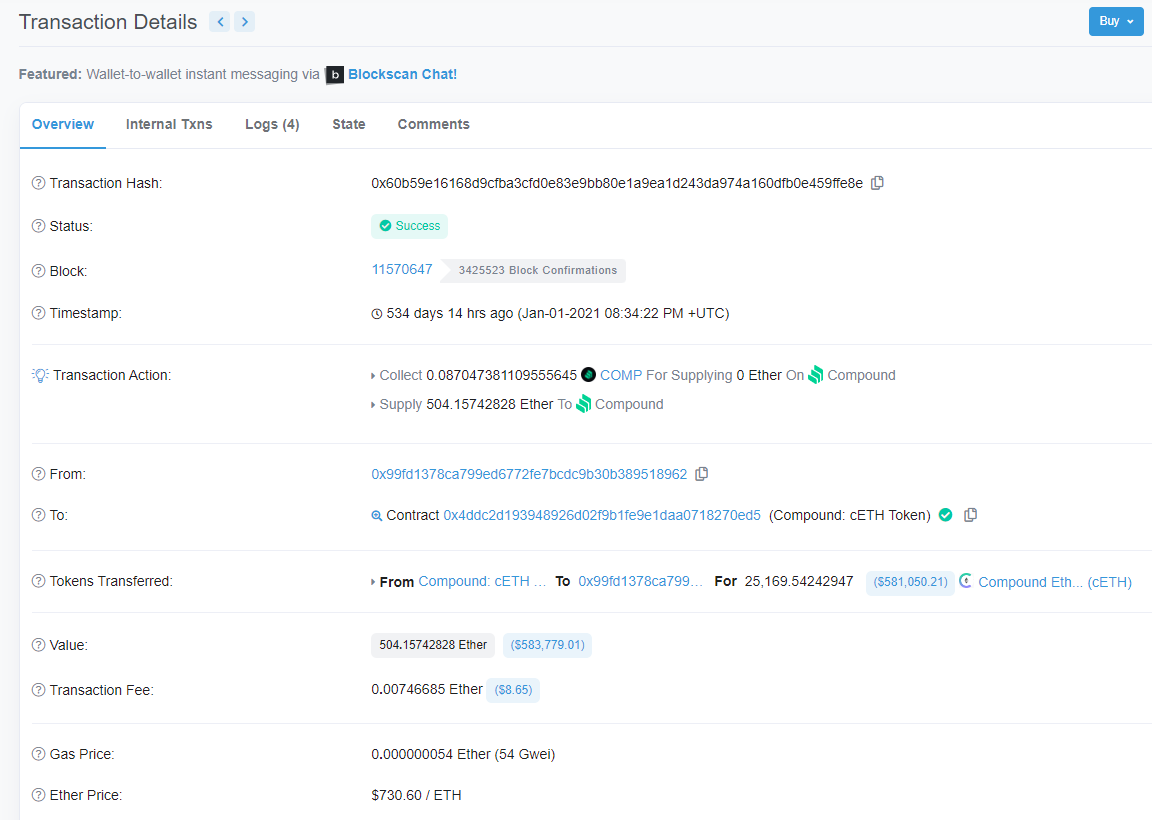 Transaction Details < >
Buy
Featured: Wallet-to-wallet instant messaging via b Blockscan Chat!
Overview Internal Txns Logs (4) State Comments
Transaction Hash: 0x60b59e16168d9cfba3cfd0e83e9bb80e1a9ea1d243da974a160dfb0e459ffe8e
Status: Success
Block: 11570647 3425523 Block Confirmations
Timestamp: 534 days 14 hrs ago (Jan-01-2021 08:34:22 PM +UTC)
Transaction Action: Collect 0.087047381109555645 COMP For Supplying 0 Ether On Compound
Supply 504.15742828 Ether To Compound
From: 0x99fd1378ca799ed6772fe7bcdc9b30b389518962
To: Contract 0x4ddc2d193948926d02f9b1fe9e1daa0718270ed5 (Compound: cETH Token)
Tokens Transferred: From Compound: cETH ... To 0x99fd1378ca799... For 25,169.54242947 ($581,050.21) Compound Eth... (cETH)
Value: 504.15742828 Ether ($583,779.01)
Transaction Fee: 0.00746685 Ether ($8.65)
Gas Price: 0.000000054 Ether (54 Gwei)
Ether Price: $730.60 / ETH